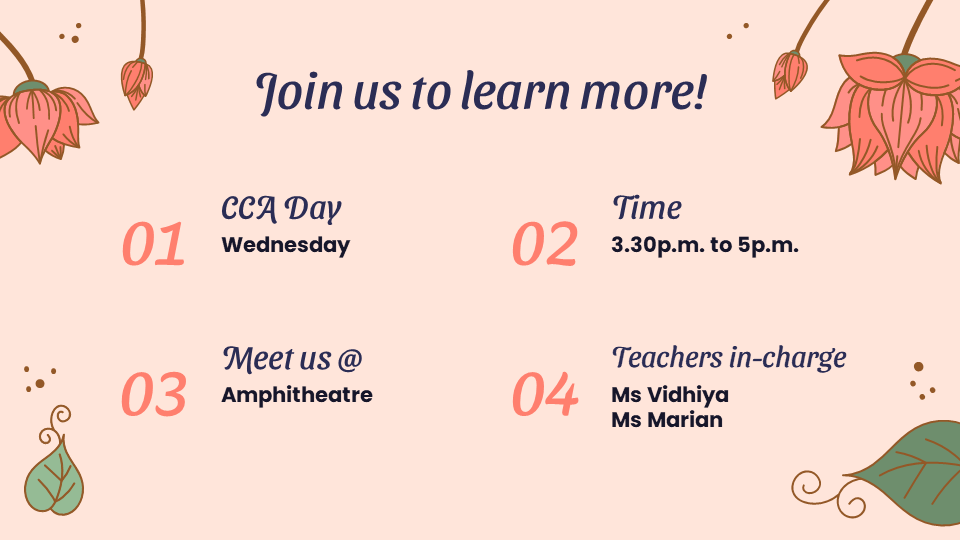 Join us to learn more!
01
CCA Day
Wednesday
02
Time
3.30p.m. to 5p.m.
03
Meet us @
Amphitheatre
04
Teachers in-charge
Ms Vidhiya
Ms Marian